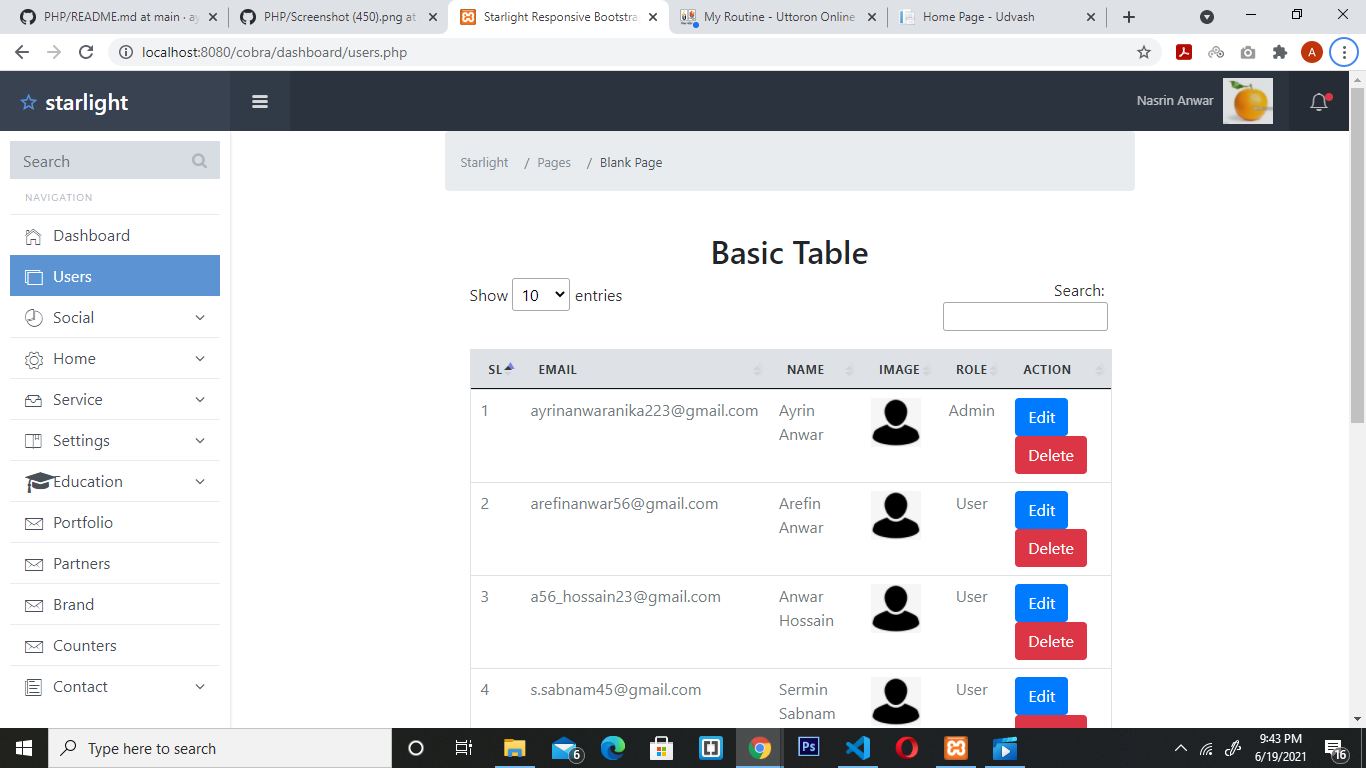 PHP/README.md at main · ay
PHP/Screenshot (450).png at
Starlight Responsive Bootstra
My Routine - Uttoron Online
Home Page - Udvash
localhost:8080/cobra/dashboard/users.php
A
starlight
Nasrin Anwar
Search
NAVIGATION
Dashboard
Users
Social
Home
Service
Settings
Education
Portfolio
Partners
Brand
Counters
Contact
Starlight / Pages / Blank Page
Basic Table
Show 10 entries
Search:
SL EMAIL NAME IMAGE ROLE ACTION
1 ayrinanwaranika223@gmail.com Ayrin Anwar Admin Edit
Delete
2 arefinanwar56@gmail.com Arefin Anwar User Edit
Delete
3 a56_hossain23@gmail.com Anwar Hossain User Edit
Delete
4 s.sabnam45@gmail.com Sermin Sabnam User Edit
Type here to search
6
Ps
9:43 PM
6/19/2021
16